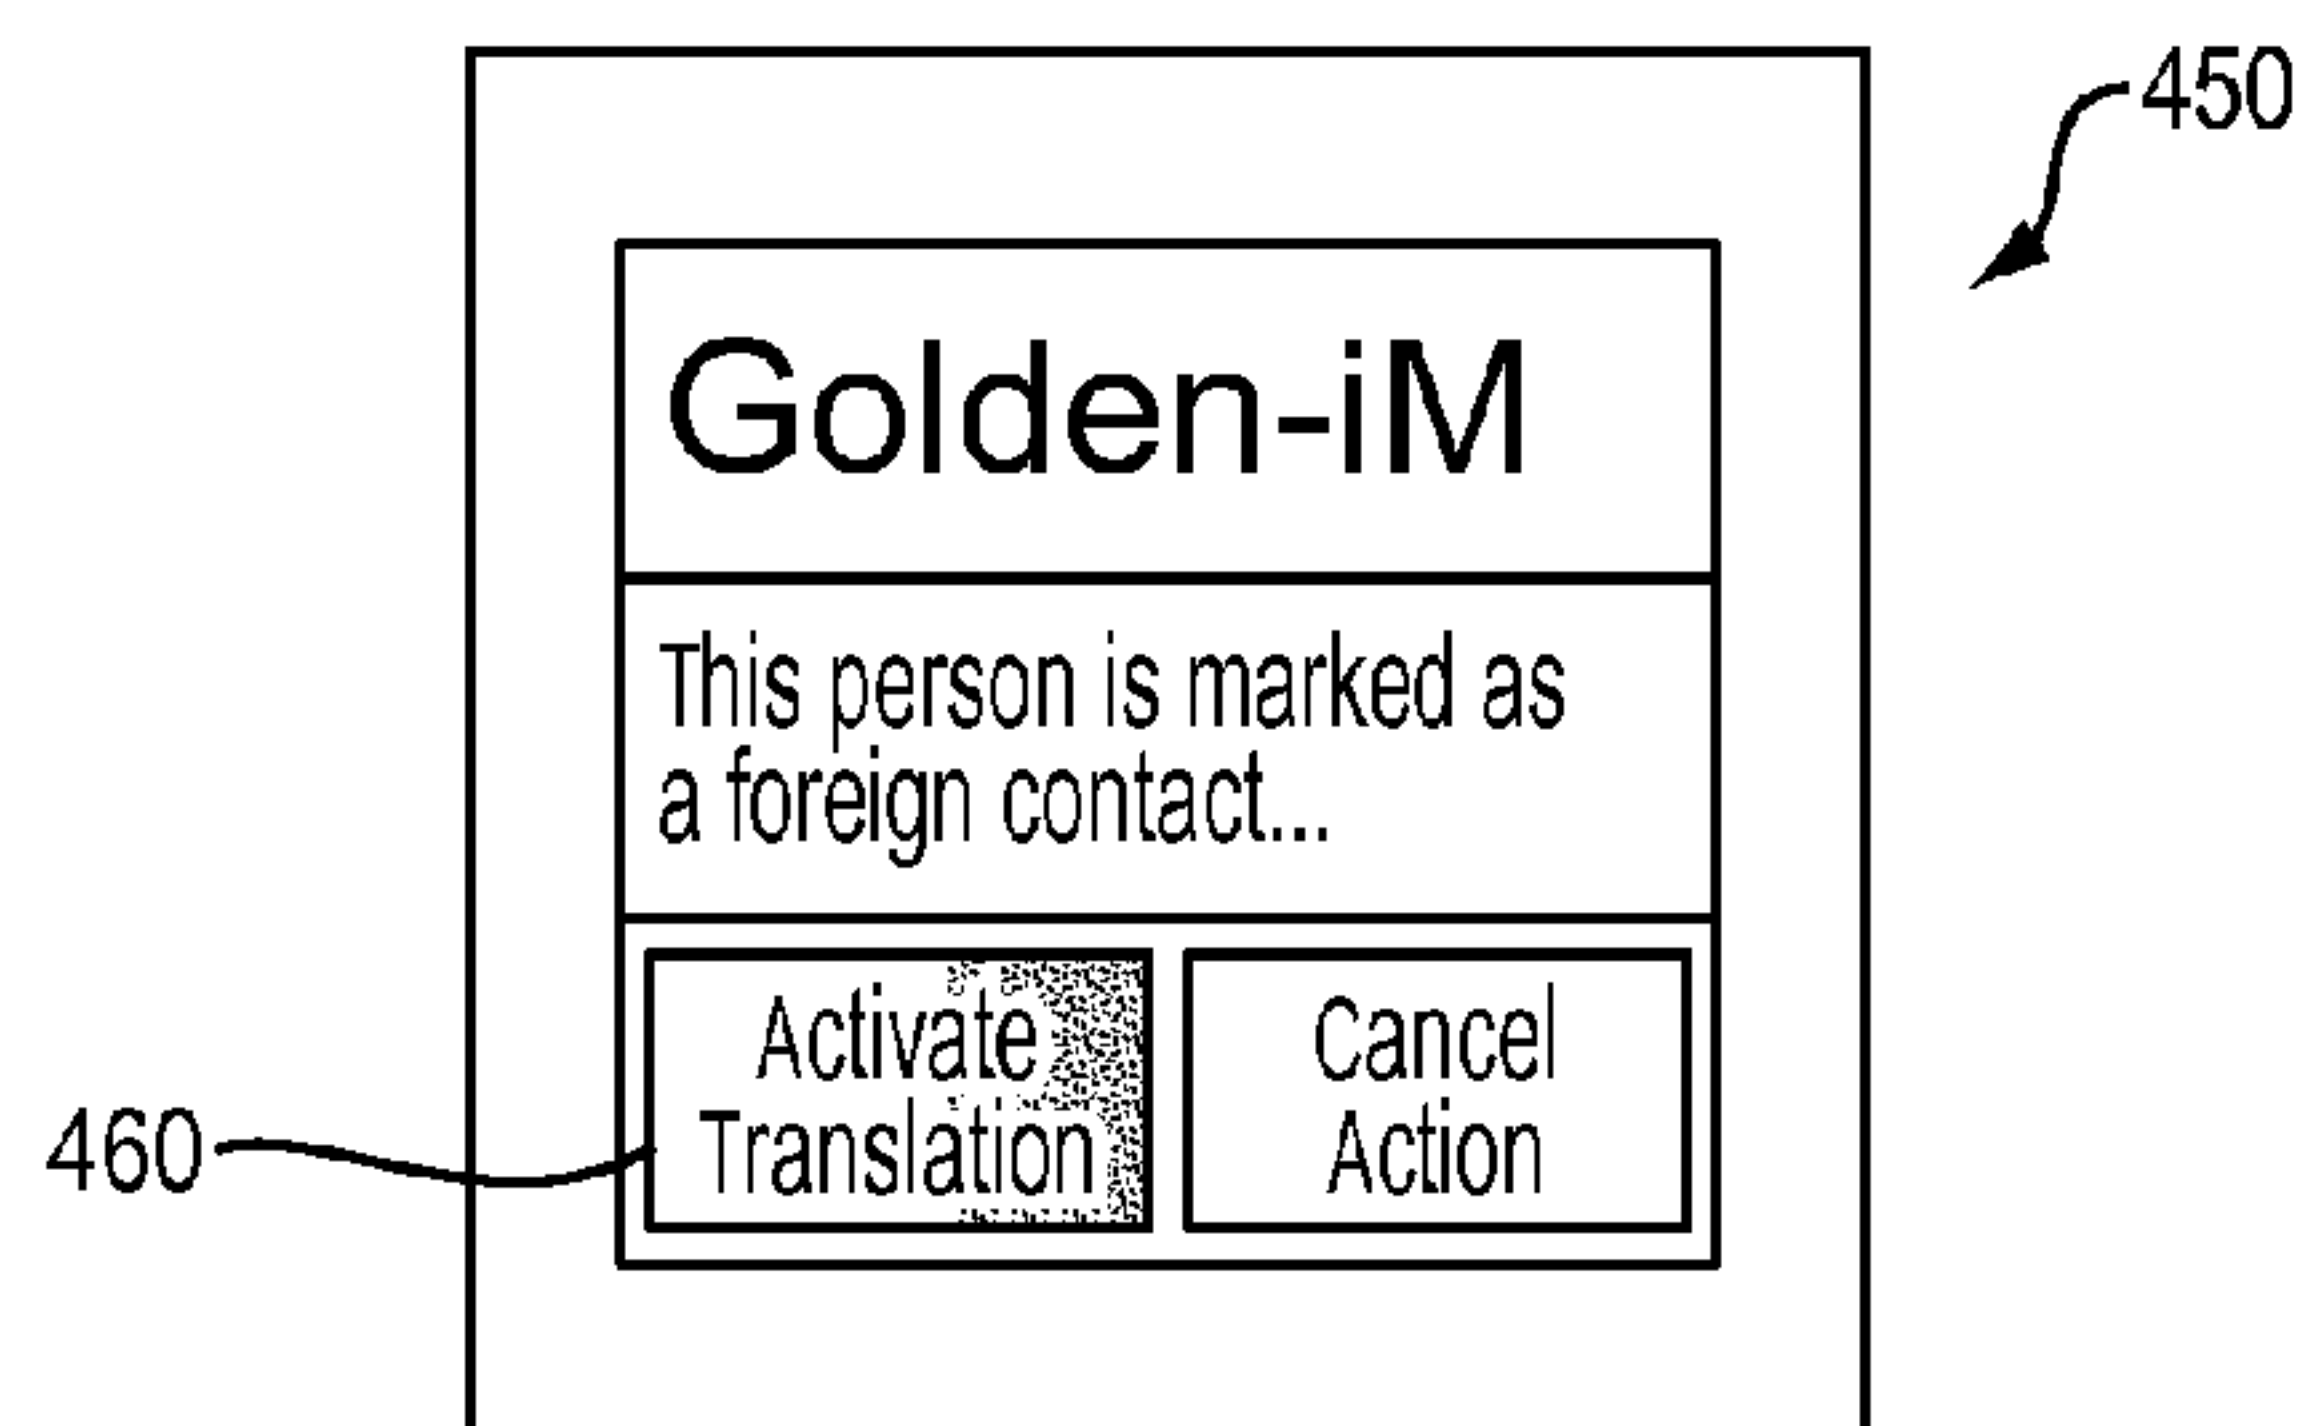 450
Golden-iM
This person is marked as
a foreign contact...
Activate
Translation
Cancel
Action
460